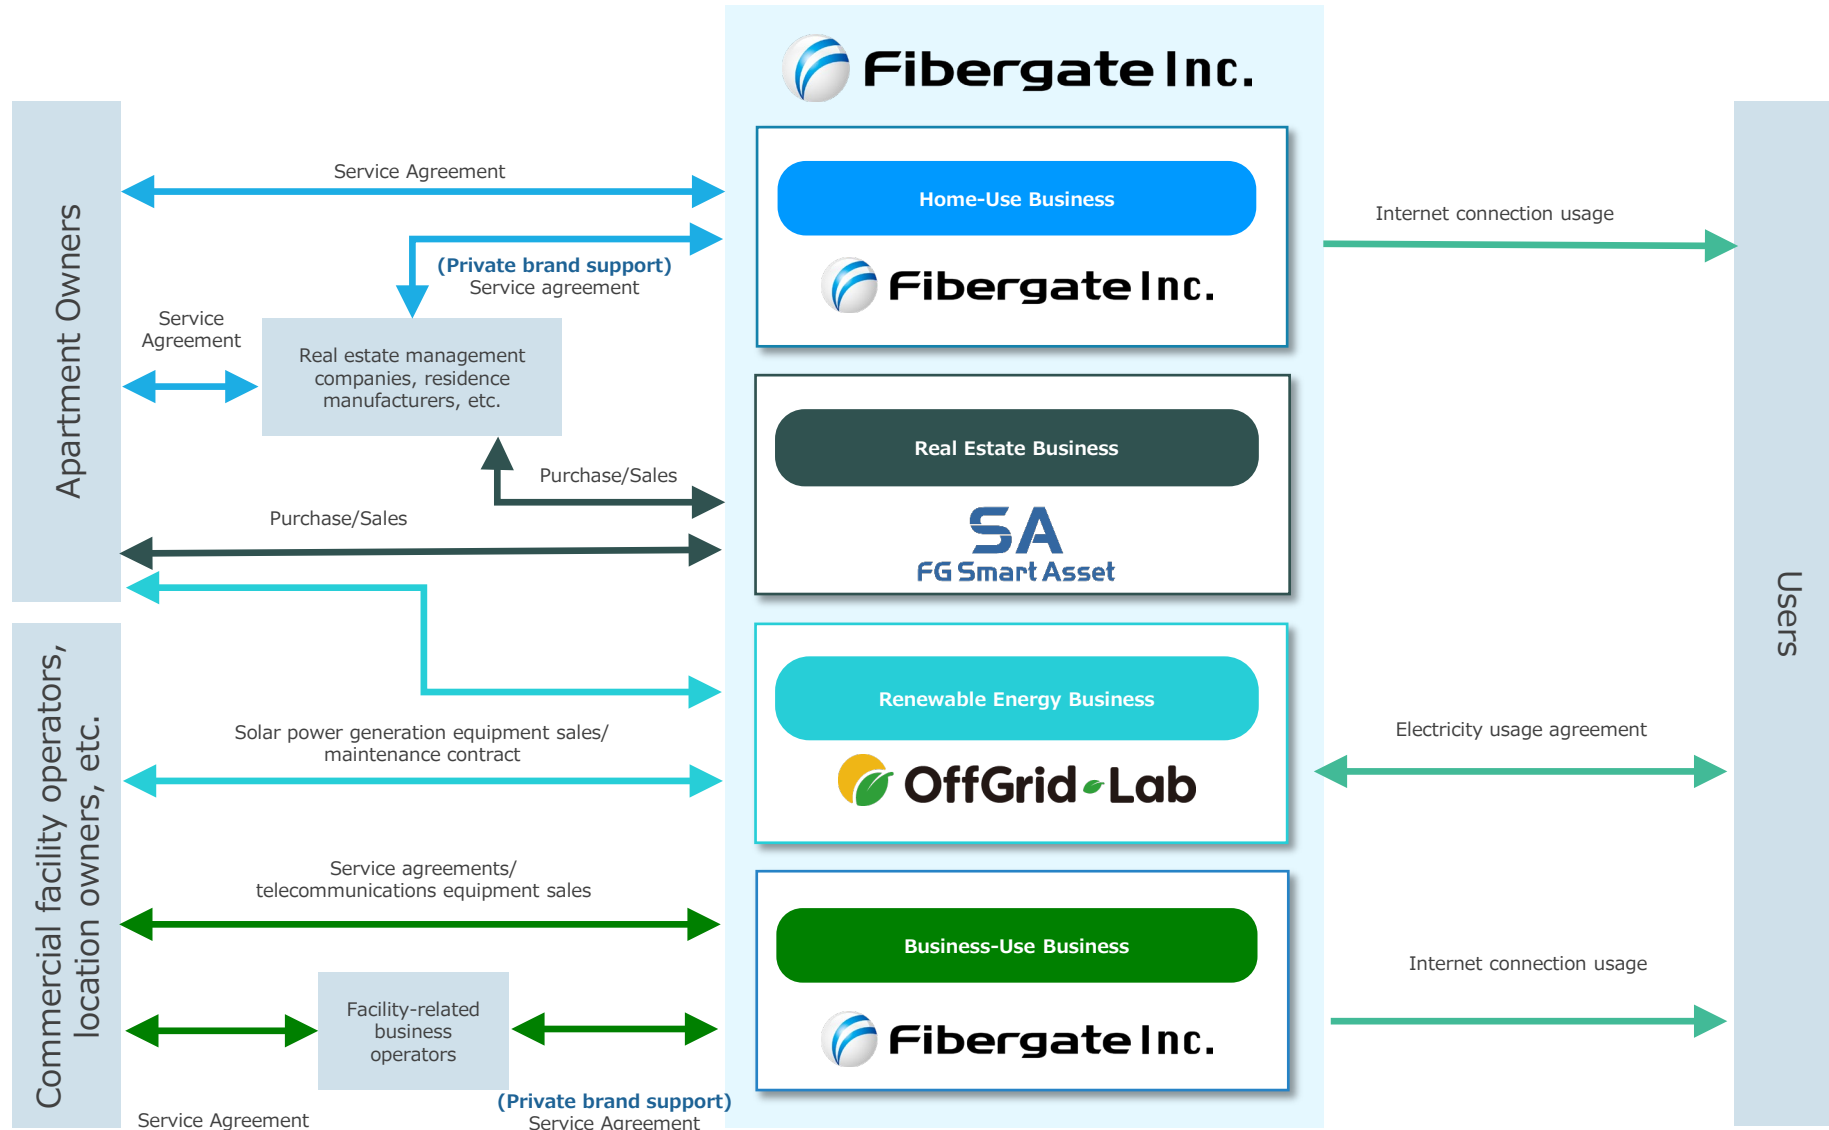 Fibergate Inc.
Apartment Owners
Service Agreement
Home-Use Business
Internet connection usage
(Private brand support)
Service agreement
Fibergate Inc.
Service
Agreement
Real estate management
companies, residence
manufacturers, etc.
Real Estate Business
Purchase/Sales
Purchase/Sales
SA
FG Smart Asset
Users
Commercial facility operators,
location owners, etc.
Renewable Energy Business
Solar power generation equipment sales/
maintenance contract
Electricity usage agreement
OffGrid Lab
Service agreements/
telecommunications equipment sales
Business-Use Business
Internet connection usage
Facility-related
business
operators
Fibergate Inc.
(Private brand support)
Service Agreement
Service Agreement